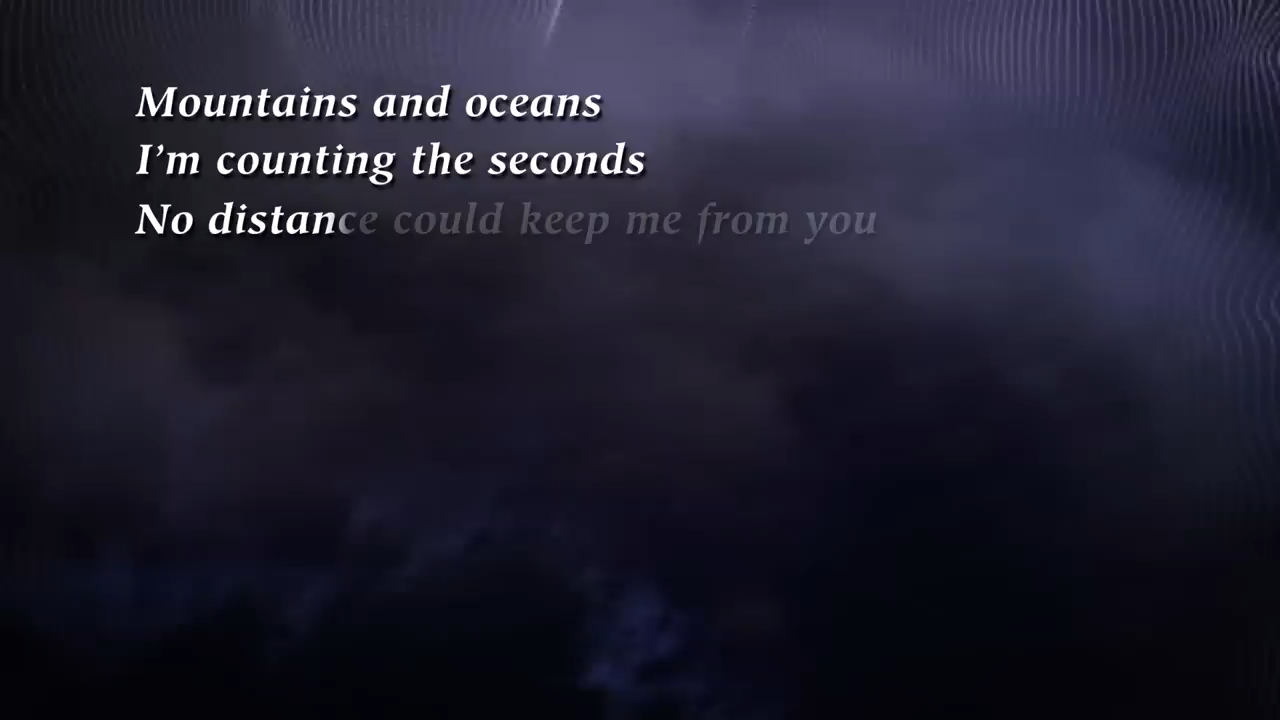 Mountains and oceans
I’m counting the seconds
No distance could keep me from you